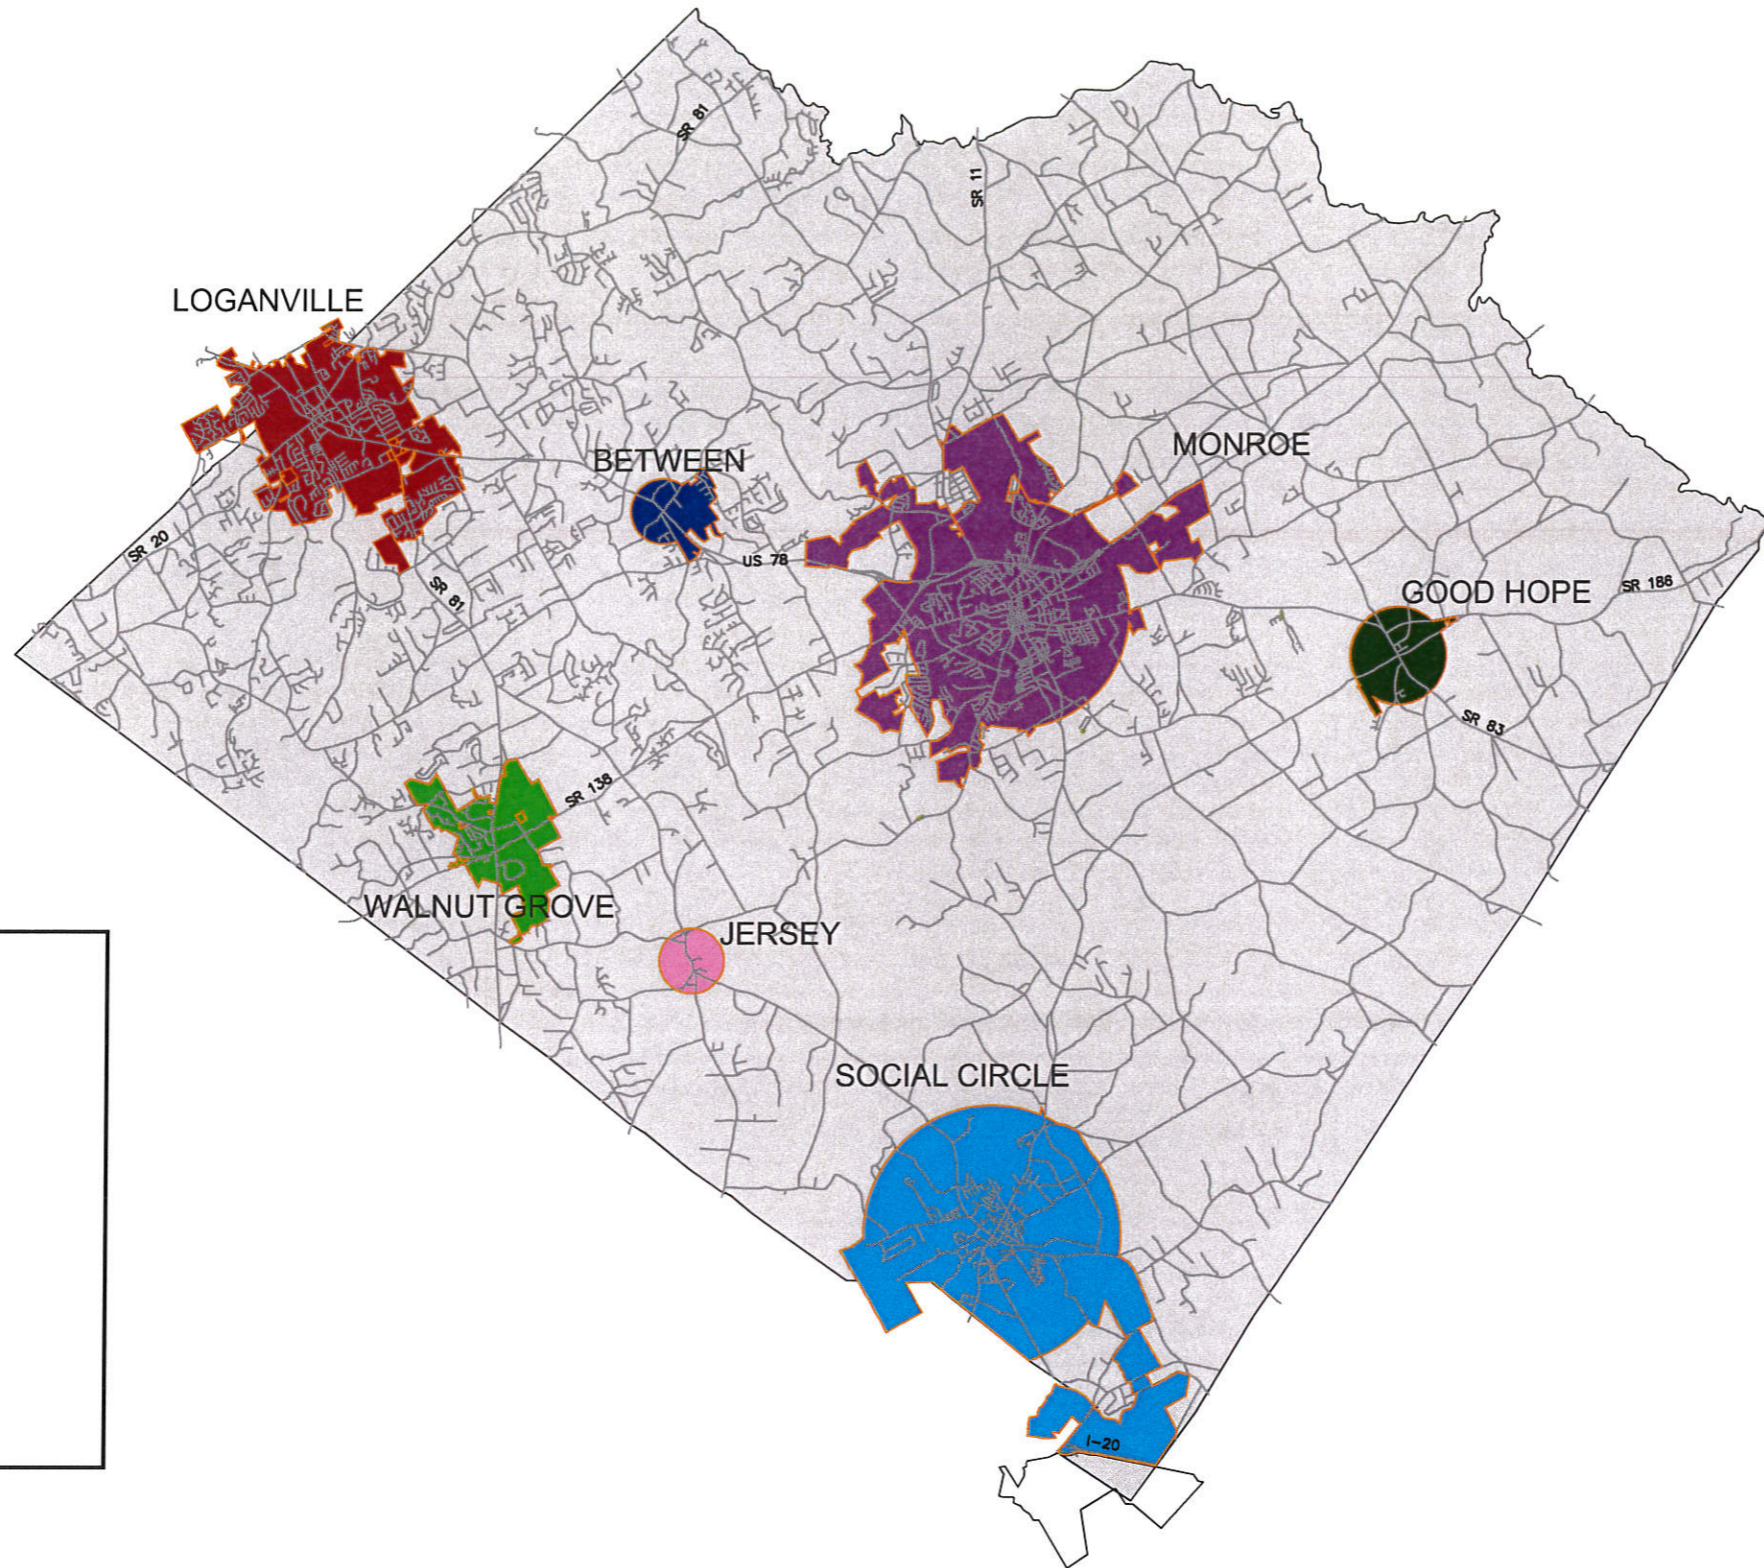 SR 81
SR 11
LOGANVILLE
BETWEEN
MONROE
SR 20
US 78
SR 81
GOOD HOPE
SR 186
SR 83
SR 138
WALNUT GROVE
JERSEY
SOCIAL CIRCLE
I-20